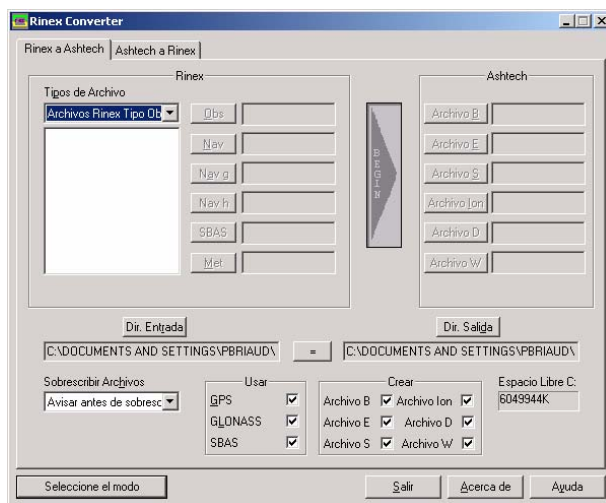 Rinex Converter
Rinex a Ashtech
Ashtech a Rinex
Rinex
Ashtech
Tipos de Archivo
Archivos Rinex Tipo Ob
Obs
Nav
Nav g
Nav h
SBAS
Met
BEGIN
Archivo B
Archivo E
Archivo S
Archivo Ion
Archivo D
Archivo W
Dir. Entrada
Dir. Salida
C:\DOCUMENTS AND SETTINGS\PBRIAUD\
=
C:\DOCUMENTS AND SETTINGS\PBRIAUD\
Sobrescribir Archivos
Avisar antes de sobresc
Usar
GPS
GLONASS
SBAS
Crear
Archivo B Archivo Ion
Archivo E Archivo D
Archivo S Archivo W
Espacio Libre C:
6049944K
Seleccione el modo
Salir
Acerca de
Ayuda